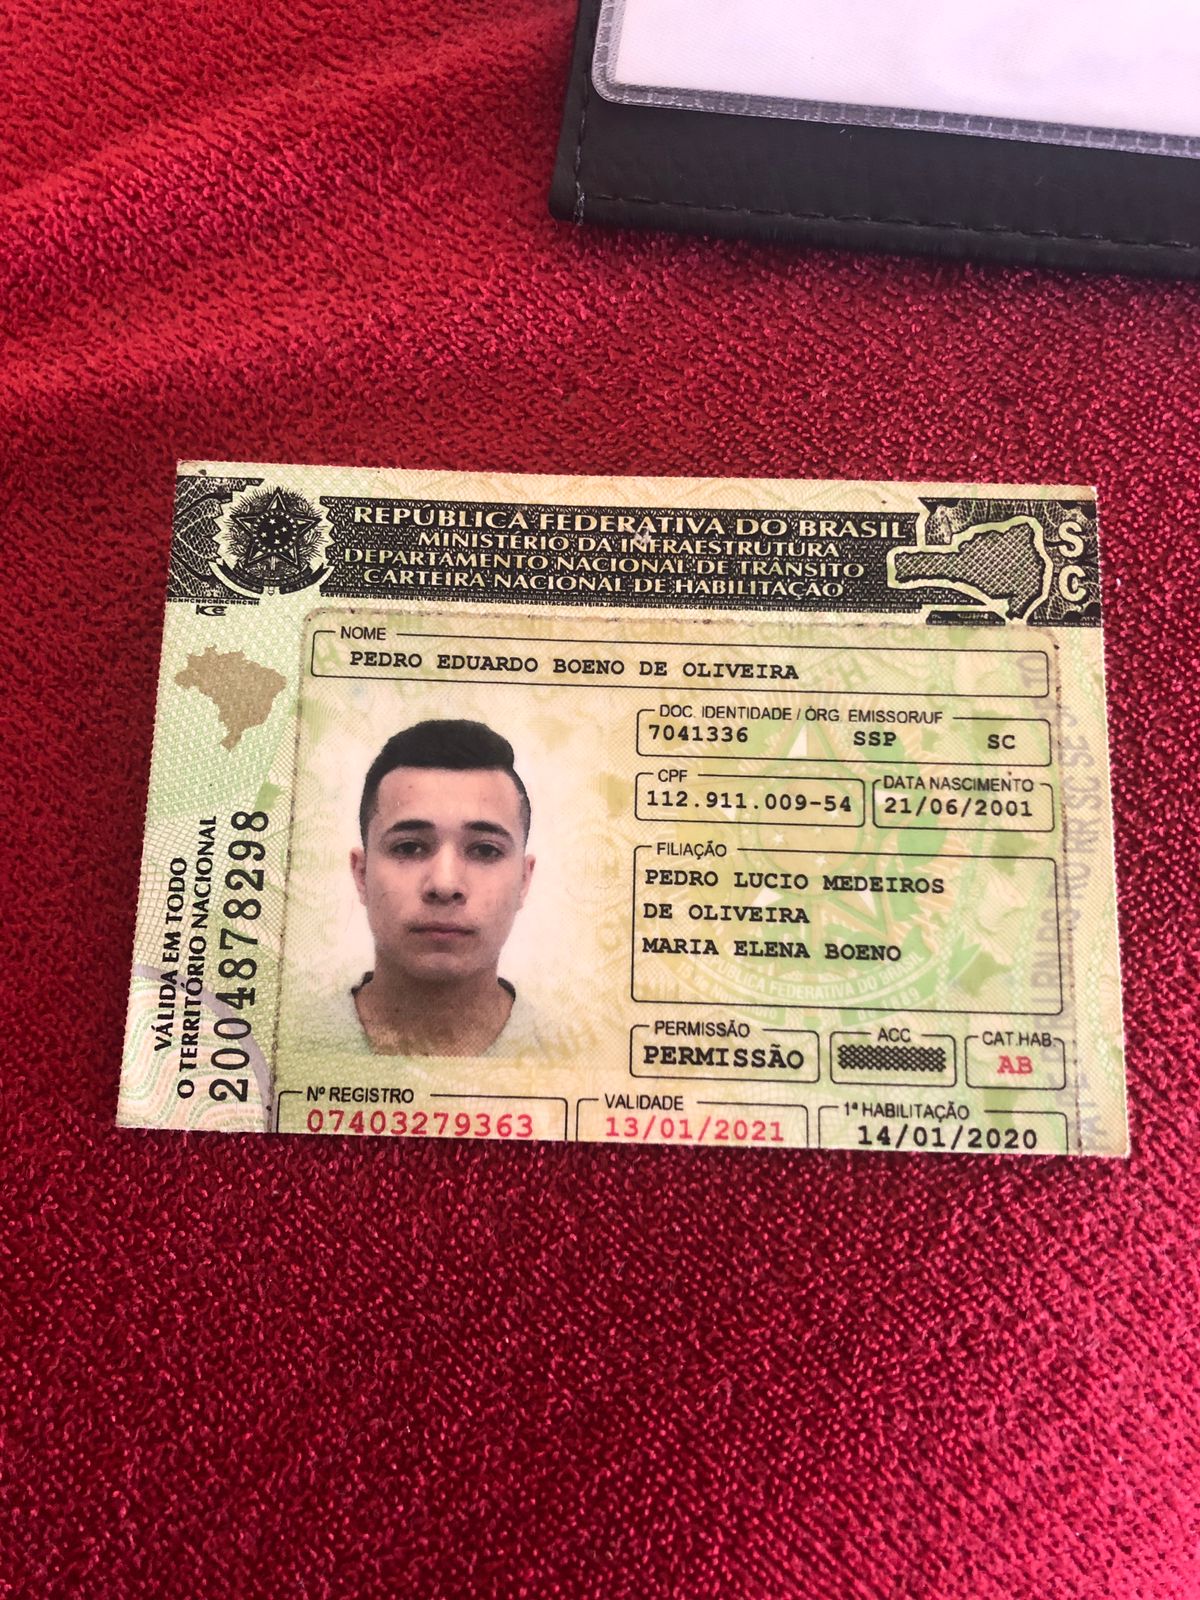 REPÚBLICA FEDERATIVA DO BRASIL
MINISTÉRIO DA INFRAESTRUTURA
DEPARTAMENTO NACIONAL DE TRÂNSITO
CARTEIRA NACIONAL DE HABILITAÇÃO
SC
NOME
PEDRO EDUARDO BOENO DE OLIVEIRA
DOC. IDENTIDADE / ÓRG. EMISSOR/UF
7041336 SSP SC
CPF
112.911.009-54
DATA NASCIMENTO
21/06/2001
FILIAÇÃO
PEDRO LUCIO MEDEIROS
DE OLIVEIRA
MARIA ELENA BOENO
PERMISSÃO
PERMISSÃO
ACC
CAT.HAB.
AB
Nº REGISTRO
07403279363
VALIDADE
13/01/2021
1ª HABILITAÇÃO
14/01/2020
VÁLIDA EM TODO
O TERRITÓRIO NACIONAL
2004878298